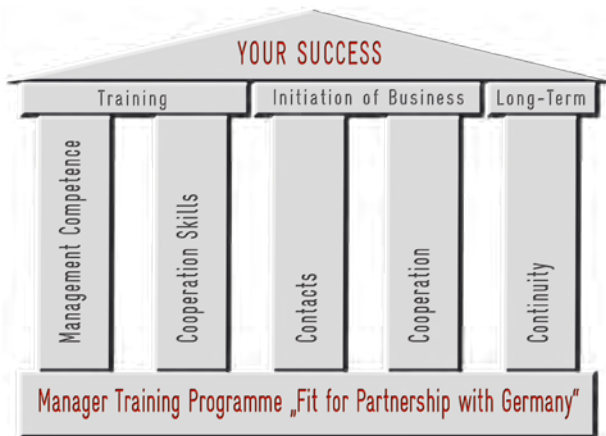 YOUR SUCCESS
Training
Initiation of Business
Long-Term
Management Competence
Cooperation Skills
Contacts
Cooperation
Continuity
Manager Training Programme „Fit for Partnership with Germany“